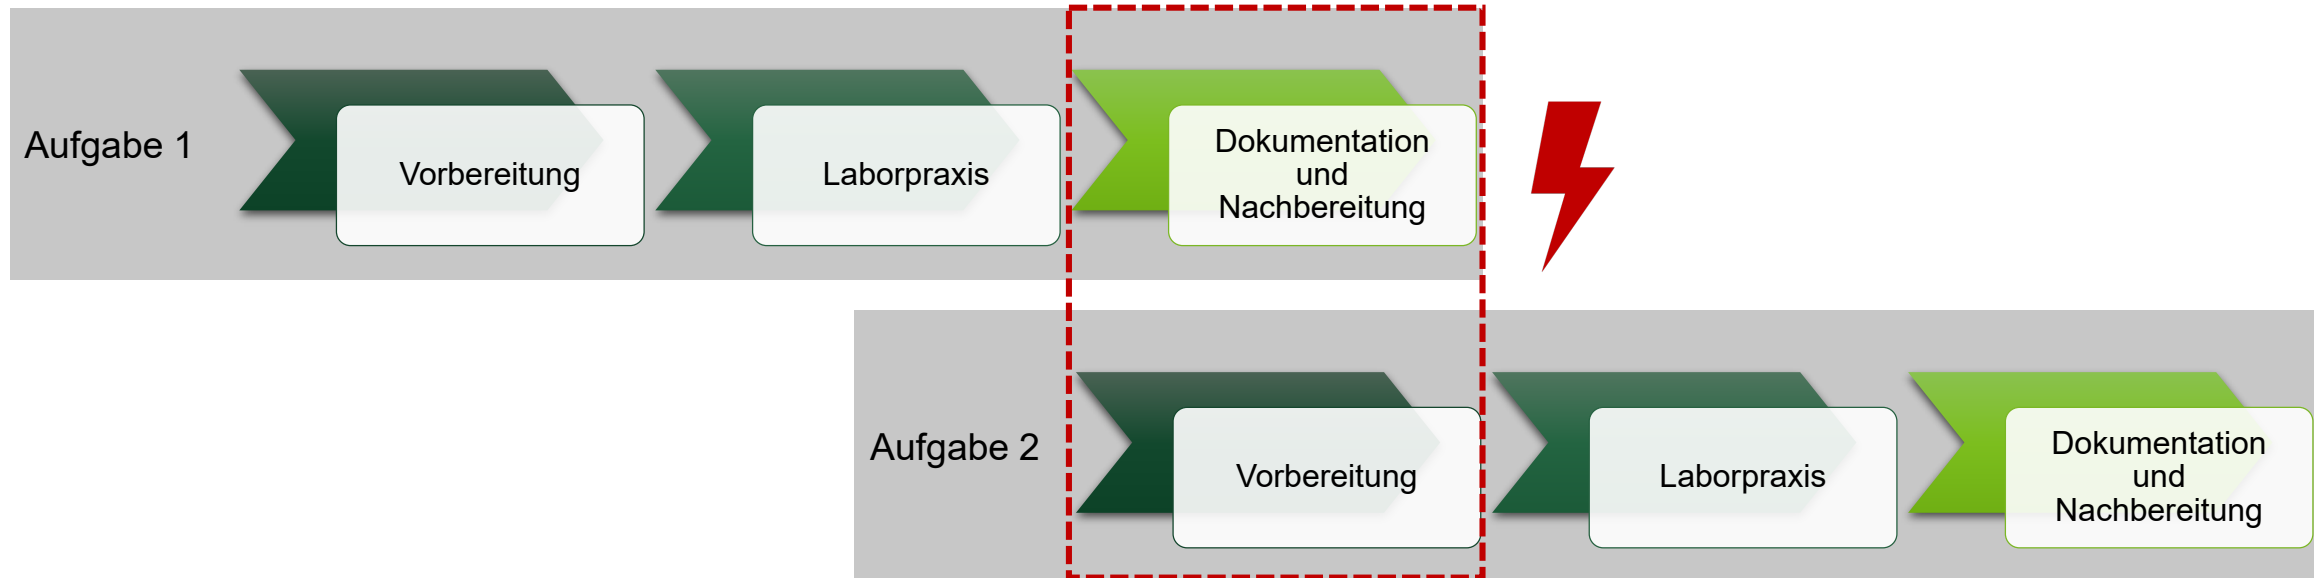 Aufgabe 1
Vorbereitung
Laborpraxis
Dokumentation
und
Nachbereitung
Aufgabe 2
Vorbereitung
Laborpraxis
Dokumentation
und
Nachbereitung